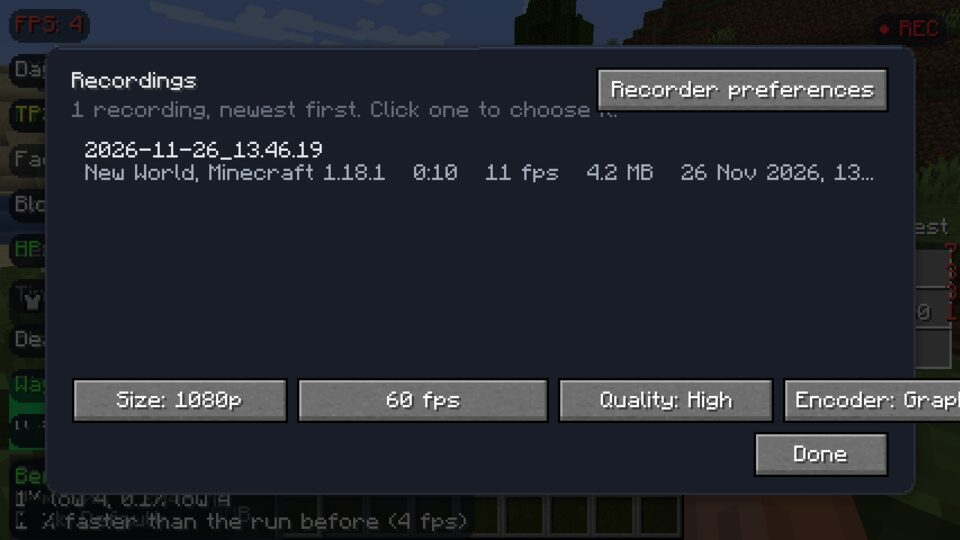 FPS: 4
REC
Recordings
Recorder preferences
1 recording, newest first. Click one to choose it.
2026-11-26_13.46.19
New World, Minecraft 1.18.1 0:10 11 fps 4.2 MB 26 Nov 2026, 13...
Size: 1080p
60 fps
Quality: High
Encoder: Grap
Done
faster than the run before (4 fps)